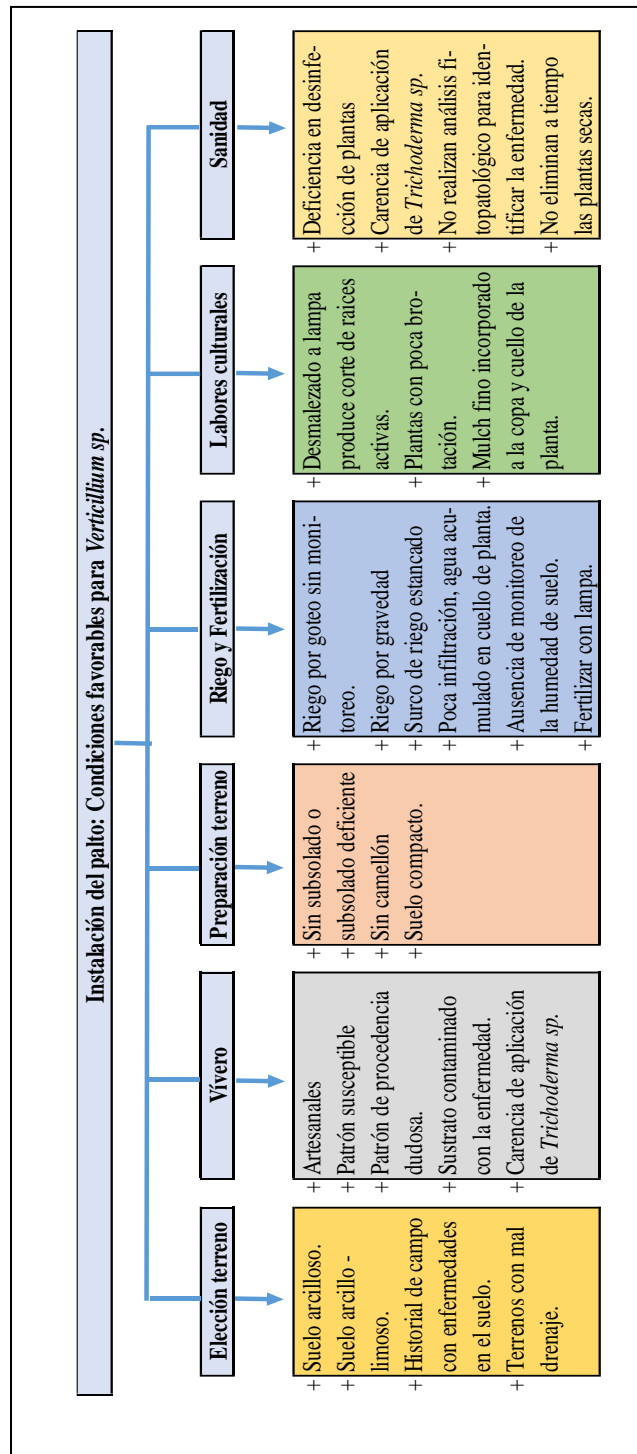 Instalación del palto: Condiciones favorables para Verticillium sp.
Elección terreno
+ Suelo arcilloso.
+ Suelo arcillo -
limoso.
+ Historial de campo
con enfermedades
en el suelo.
+ Terrenos con mal
drenaje.
Vívero
+ Artesanales
+ Patrón susceptible
+ Patrón de procedencia
dudosa.
+ Sustrato contaminado
con la enfermedad.
+ Carencia de aplicación
de Trichoderma sp.
Preparación terreno
+ Sin subsolado o
+ subsolado deficiente
+ Sin camellón
+ Suelo compacto.
Riego y Fertilización
+ Riego por goteo sin moni-
toreo.
+ Riego por gravedad
+ Surco de riego estancado
+ Poca infiltración, agua acu-
mulado en cuello de planta.
+ Ausencia de monitoreo de
la humedad de suelo.
+ Fertilizar con lampa.
Labores culturales
+ Desmalezado a lampa
produce corte de raices
activas.
+ Plantas con poca bro-
tación.
+ Mulch fino incorporado
a la copa y cuello de la
planta.
Sanidad
+ Deficiencia en desinfe-
cción de plantas
+ Carencia de aplicación
de Trichoderma sp.
+ No realizan análisis fi-
topatológico para iden-
tificar la enfermedad.
+ No eliminan a tiempo
las plantas secas.